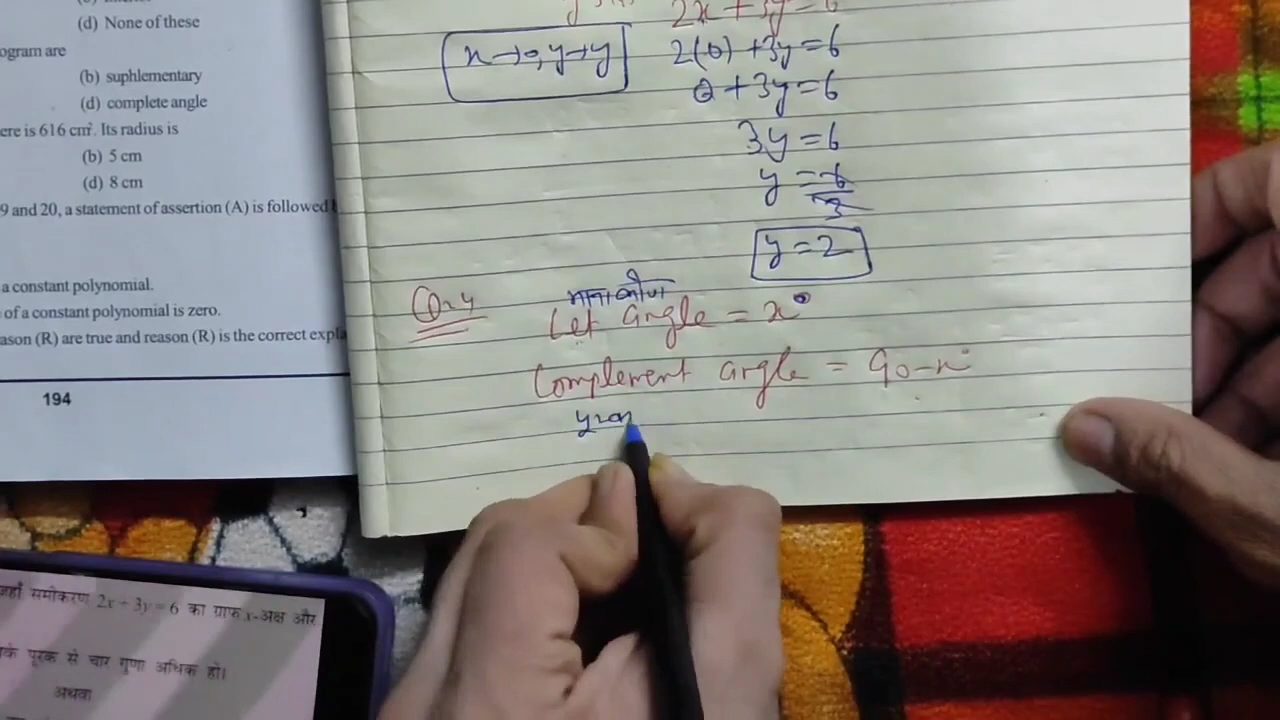 (d) None of these
ogram are
(b) suphlementary
(d) complete angle
ere is 616 cm². Its radius is
(b) 5 cm
(d) 8 cm
9 and 20, a statement of assertion (A) is followed
a constant polynomial.
of a constant polynomial is zero.
ason (R) are true and reason (R) is the correct expla
194
2x + 3y = 6
x→0, y→y 2(0) + 3y = 6
0 + 3y = 6
3y = 6
y = 6/3
y = 2
Q~4 माना कोण
Let angle = x°
Complement angle = 90-x°
जहाँ समीकरण 2x + 3y = 6 का ग्राफ x-अक्ष और
के पूरक से चार गुणा अधिक हो।
अथवा